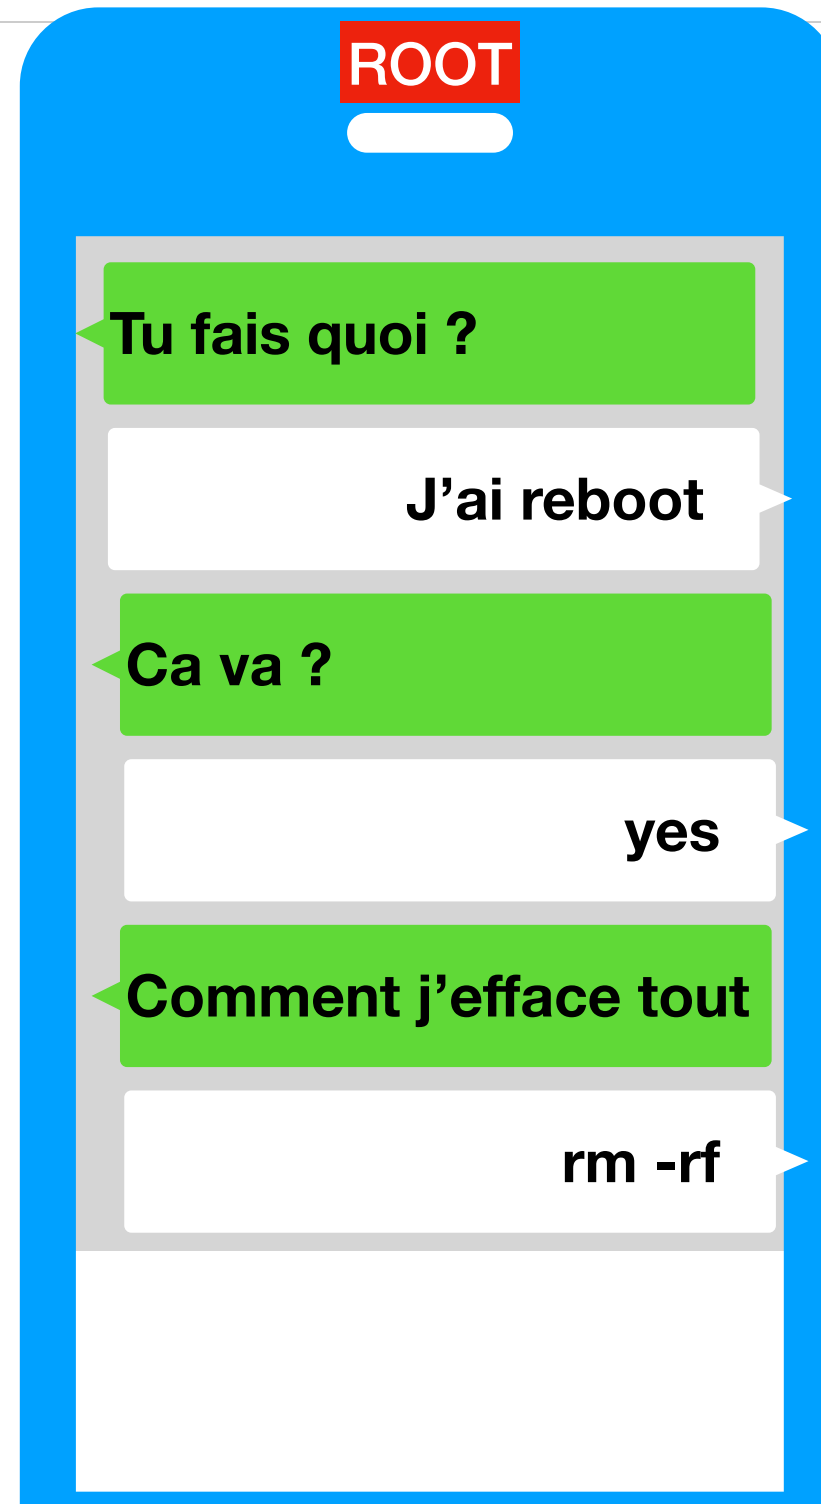 ROOT
Tu fais quoi ?
J’ai reboot
Ca va ?
yes
Comment j’efface tout
rm -rf